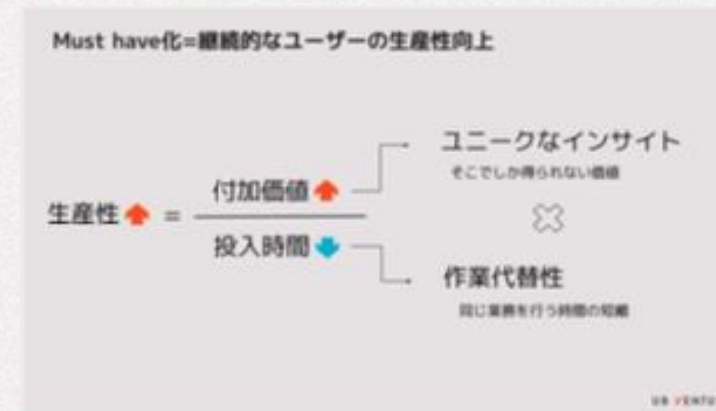 Must have化=継続的なユーザーの生産性向上
ユニークなインサイト
そこでしか得られない価値
付加価値
生産性 =
投入時間
作業代替性
同じ業務を行う時間の短縮
UB VENTU